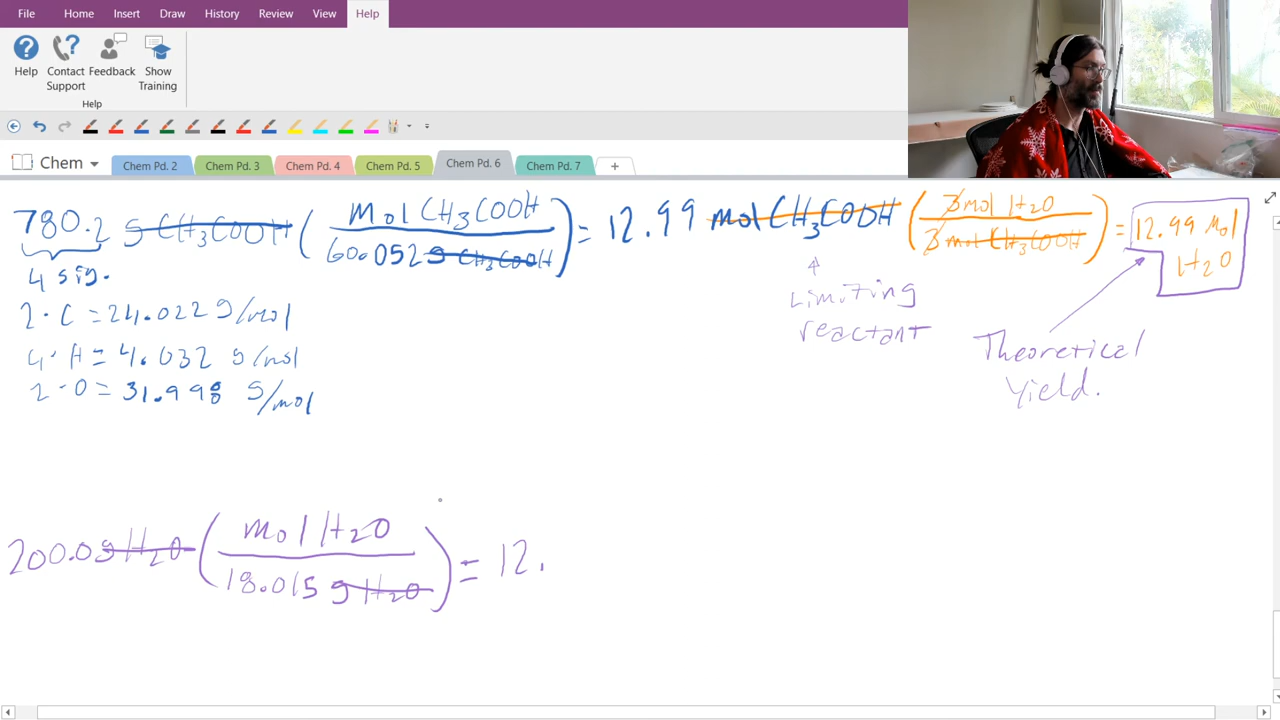 File Home Insert Draw History Review View Help
Help Contact Support Feedback Show Training
Help
Chem Chem Pd. 2 Chem Pd. 3 Chem Pd. 4 Chem Pd. 5 Chem Pd. 6 Chem Pd. 7 +
780.2 g CH₃COOH ( mol CH₃COOH / 60.052 g CH₃COOH ) = 12.99 mol CH₃COOH ( 3 mol H₂O / 3 mol CH₃COOH ) = 12.99 mol H₂O
4 sig.
2·C = 24.022 g/mol
4·H = 4.032 g/mol
2·O = 31.998 g/mol
Limiting
reactant
Theoretical
Yield.
200.0 g H₂O ( mol H₂O / 18.015 g H₂O ) = 12.